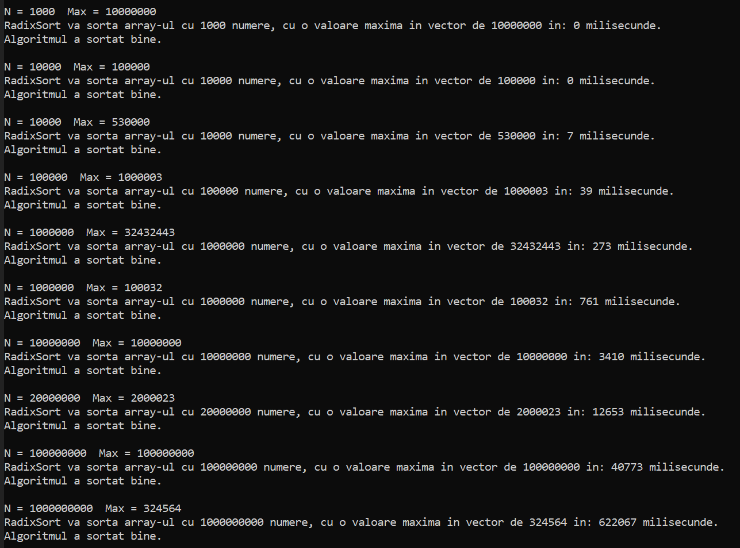 N = 1000  Max = 10000000
RadixSort va sorta array-ul cu 1000 numere, cu o valoare maxima in vector de 10000000 in: 0 milisecunde.
Algoritmul a sortat bine.
N = 10000  Max = 100000
RadixSort va sorta array-ul cu 10000 numere, cu o valoare maxima in vector de 100000 in: 0 milisecunde.
Algoritmul a sortat bine.
N = 10000  Max = 530000
RadixSort va sorta array-ul cu 10000 numere, cu o valoare maxima in vector de 530000 in: 7 milisecunde.
Algoritmul a sortat bine.
N = 100000  Max = 1000003
RadixSort va sorta array-ul cu 100000 numere, cu o valoare maxima in vector de 1000003 in: 39 milisecunde.
Algoritmul a sortat bine.
N = 1000000  Max = 32432443
RadixSort va sorta array-ul cu 1000000 numere, cu o valoare maxima in vector de 32432443 in: 273 milisecunde.
Algoritmul a sortat bine.
N = 1000000  Max = 100032
RadixSort va sorta array-ul cu 1000000 numere, cu o valoare maxima in vector de 100032 in: 761 milisecunde.
Algoritmul a sortat bine.
N = 10000000  Max = 10000000
RadixSort va sorta array-ul cu 10000000 numere, cu o valoare maxima in vector de 10000000 in: 3410 milisecunde.
Algoritmul a sortat bine.
N = 20000000  Max = 2000023
RadixSort va sorta array-ul cu 20000000 numere, cu o valoare maxima in vector de 2000023 in: 12653 milisecunde.
Algoritmul a sortat bine.
N = 100000000  Max = 100000000
RadixSort va sorta array-ul cu 100000000 numere, cu o valoare maxima in vector de 100000000 in: 40773 milisecunde.
Algoritmul a sortat bine.
N = 1000000000  Max = 324564
RadixSort va sorta array-ul cu 1000000000 numere, cu o valoare maxima in vector de 324564 in: 622067 milisecunde.
Algoritmul a sortat bine.